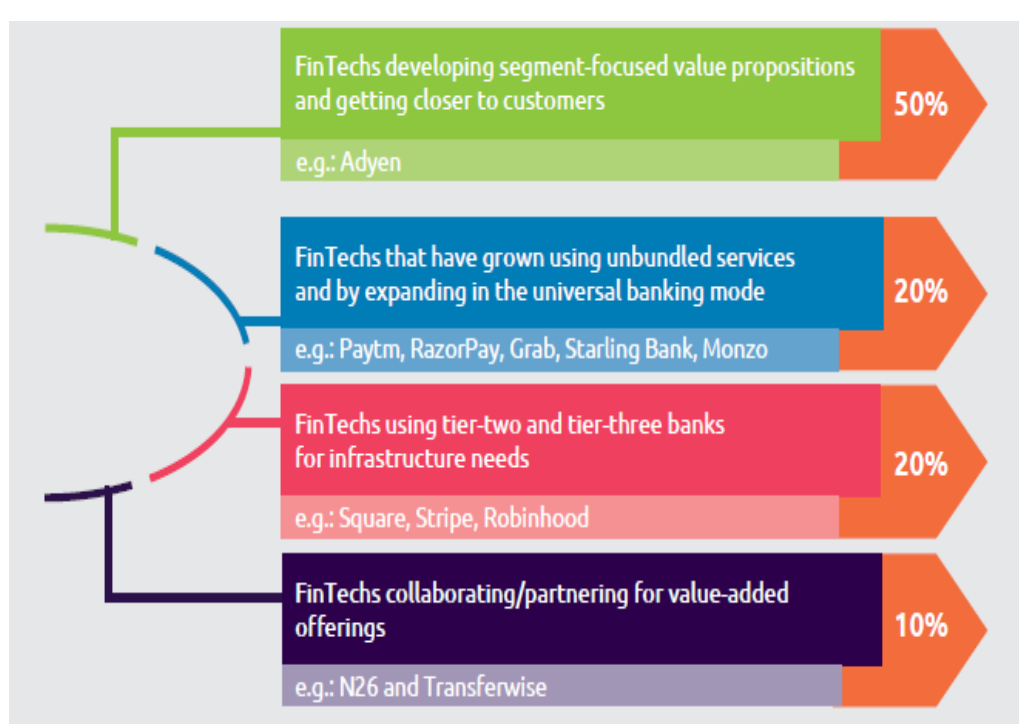 FinTechs developing segment-focused value propositions
and getting closer to customers
50%
e.g.: Adyen
FinTechs that have grown using unbundled services
and by expanding in the universal banking mode
20%
e.g.: Paytm, RazorPay, Grab, Starling Bank, Monzo
FinTechs using tier-two and tier-three banks
for infrastructure needs
20%
e.g.: Square, Stripe, Robinhood
FinTechs collaborating/partnering for value-added
offerings
10%
e.g.: N26 and Transferwise